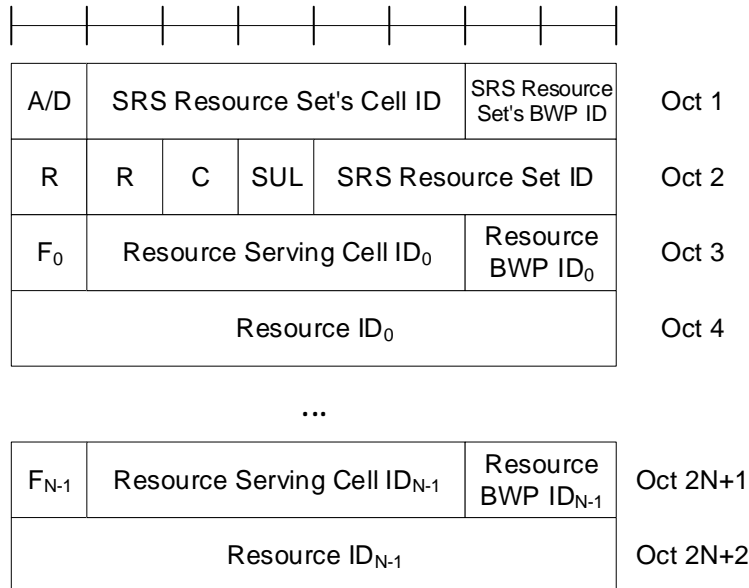 A/D SRS Resource Set's Cell ID SRS Resource Set's BWP ID Oct 1
R R C SUL SRS Resource Set ID Oct 2
F0 Resource Serving Cell ID0 Resource BWP ID0 Oct 3
Resource ID0 Oct 4
...
FN-1 Resource Serving Cell IDN-1 Resource BWP IDN-1 Oct 2N+1
Resource IDN-1 Oct 2N+2